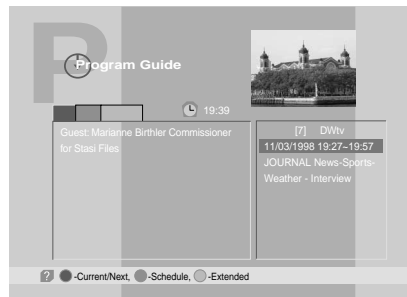 P
Program Guide
19:39
Guest: Marianne Birthler Commissioner
for Stasi Files
[7] DWtv
11/03/1998 19:27~19:57
JOURNAL News-Sports-
Weather - Interview
? -Current/Next, -Schedule, -Extended